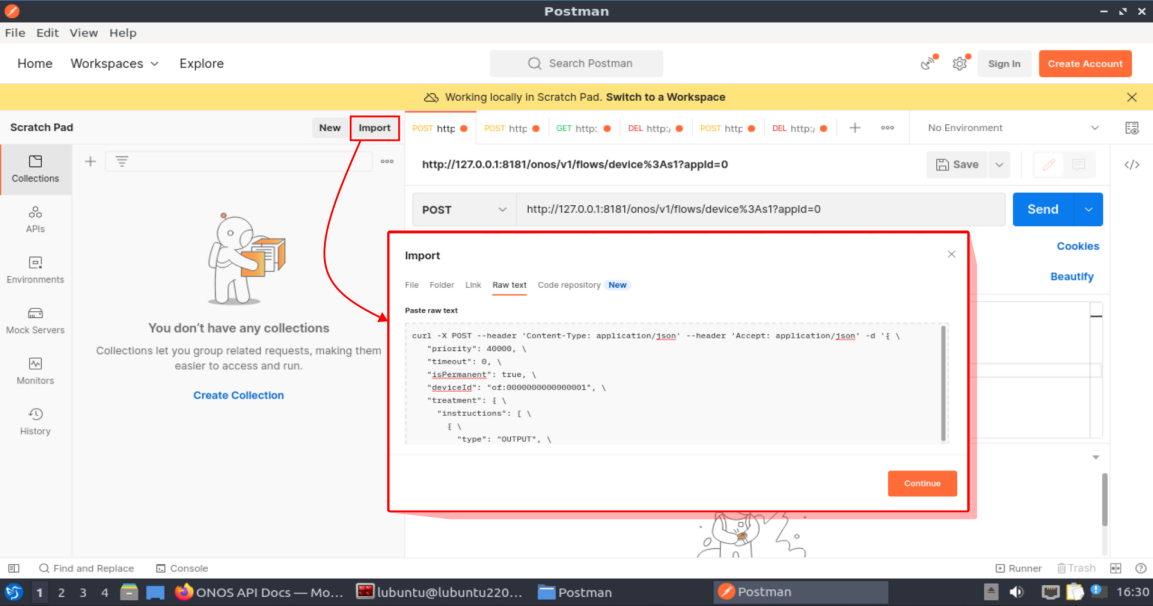 Postman
File Edit View Help
Home Workspaces Explore
Search Postman
Sign In
Create Account
Working locally in Scratch Pad. Switch to a Workspace
Scratch Pad
New Import
POST http
POST http
GET http:
DEL http:/
POST http
DEL http:/
No Environment
Collections
APIs
Environments
Mock Servers
Monitors
History
You don't have any collections
Collections let you group related requests, making them
easier to access and run.
Create Collection
http://127.0.0.1:8181/onos/v1/flows/device%3As1?appId=0
Save
POST
http://127.0.0.1:8181/onos/v1/flows/device%3As1?appId=0
Send
Cookies
Beautify
Import
File Folder Link Raw text Code repository New
Paste raw text
curl -X POST --header 'Content-Type: application/json' --header 'Accept: application/json' -d '{ \
"priority": 40000, \
"timeout": 0, \
"isPermanent": true, \
"deviceId": "of:0000000000000001", \
"treatment": { \
"instructions": [ \
{ \
"type": "OUTPUT", \
Continue
Find and Replace
Console
Runner
Trash
1 2 3 4
ONOS API Docs — Mo...
lubuntu@lubuntu220...
Postman
Postman
16:30